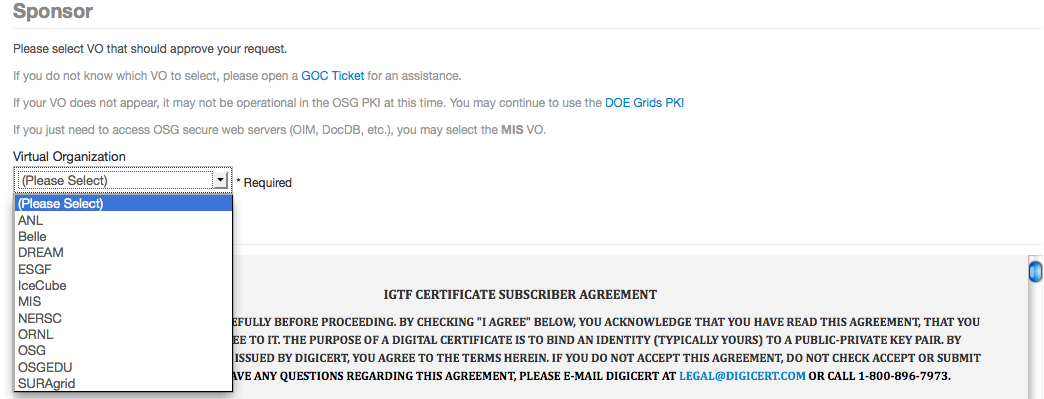 Sponsor
Please select VO that should approve your request.
If you do not know which VO to select, please open a GOC Ticket for an assistance.
If your VO does not appear, it may not be operational in the OSG PKI at this time. You may continue to use the DOE Grids PKI
If you just need to access OSG secure web servers (OIM, DocDB, etc.), you may select the MIS VO.
Virtual Organization
(Please Select) * Required
(Please Select)
ANL
Belle
DREAM
ESGF
IceCube
MIS
NERSC
ORNL
OSG
OSGEDU
SURAgrid
IGTF CERTIFICATE SUBSCRIBER AGREEMENT
EFULLY BEFORE PROCEEDING. BY CHECKING "I AGREE" BELOW, YOU ACKNOWLEDGE THAT YOU HAVE READ THIS AGREEMENT, THAT YOU
EE TO IT. THE PURPOSE OF A DIGITAL CERTIFICATE IS TO BIND AN IDENTITY (TYPICALLY YOURS) TO A PUBLIC-PRIVATE KEY PAIR. BY
ISSUED BY DIGICERT, YOU AGREE TO THE TERMS HEREIN. IF YOU DO NOT ACCEPT THIS AGREEMENT, DO NOT CHECK ACCEPT OR SUBMIT
AVE ANY QUESTIONS REGARDING THIS AGREEMENT, PLEASE E-MAIL DIGICERT AT LEGAL@DIGICERT.COM OR CALL 1-800-896-7973.